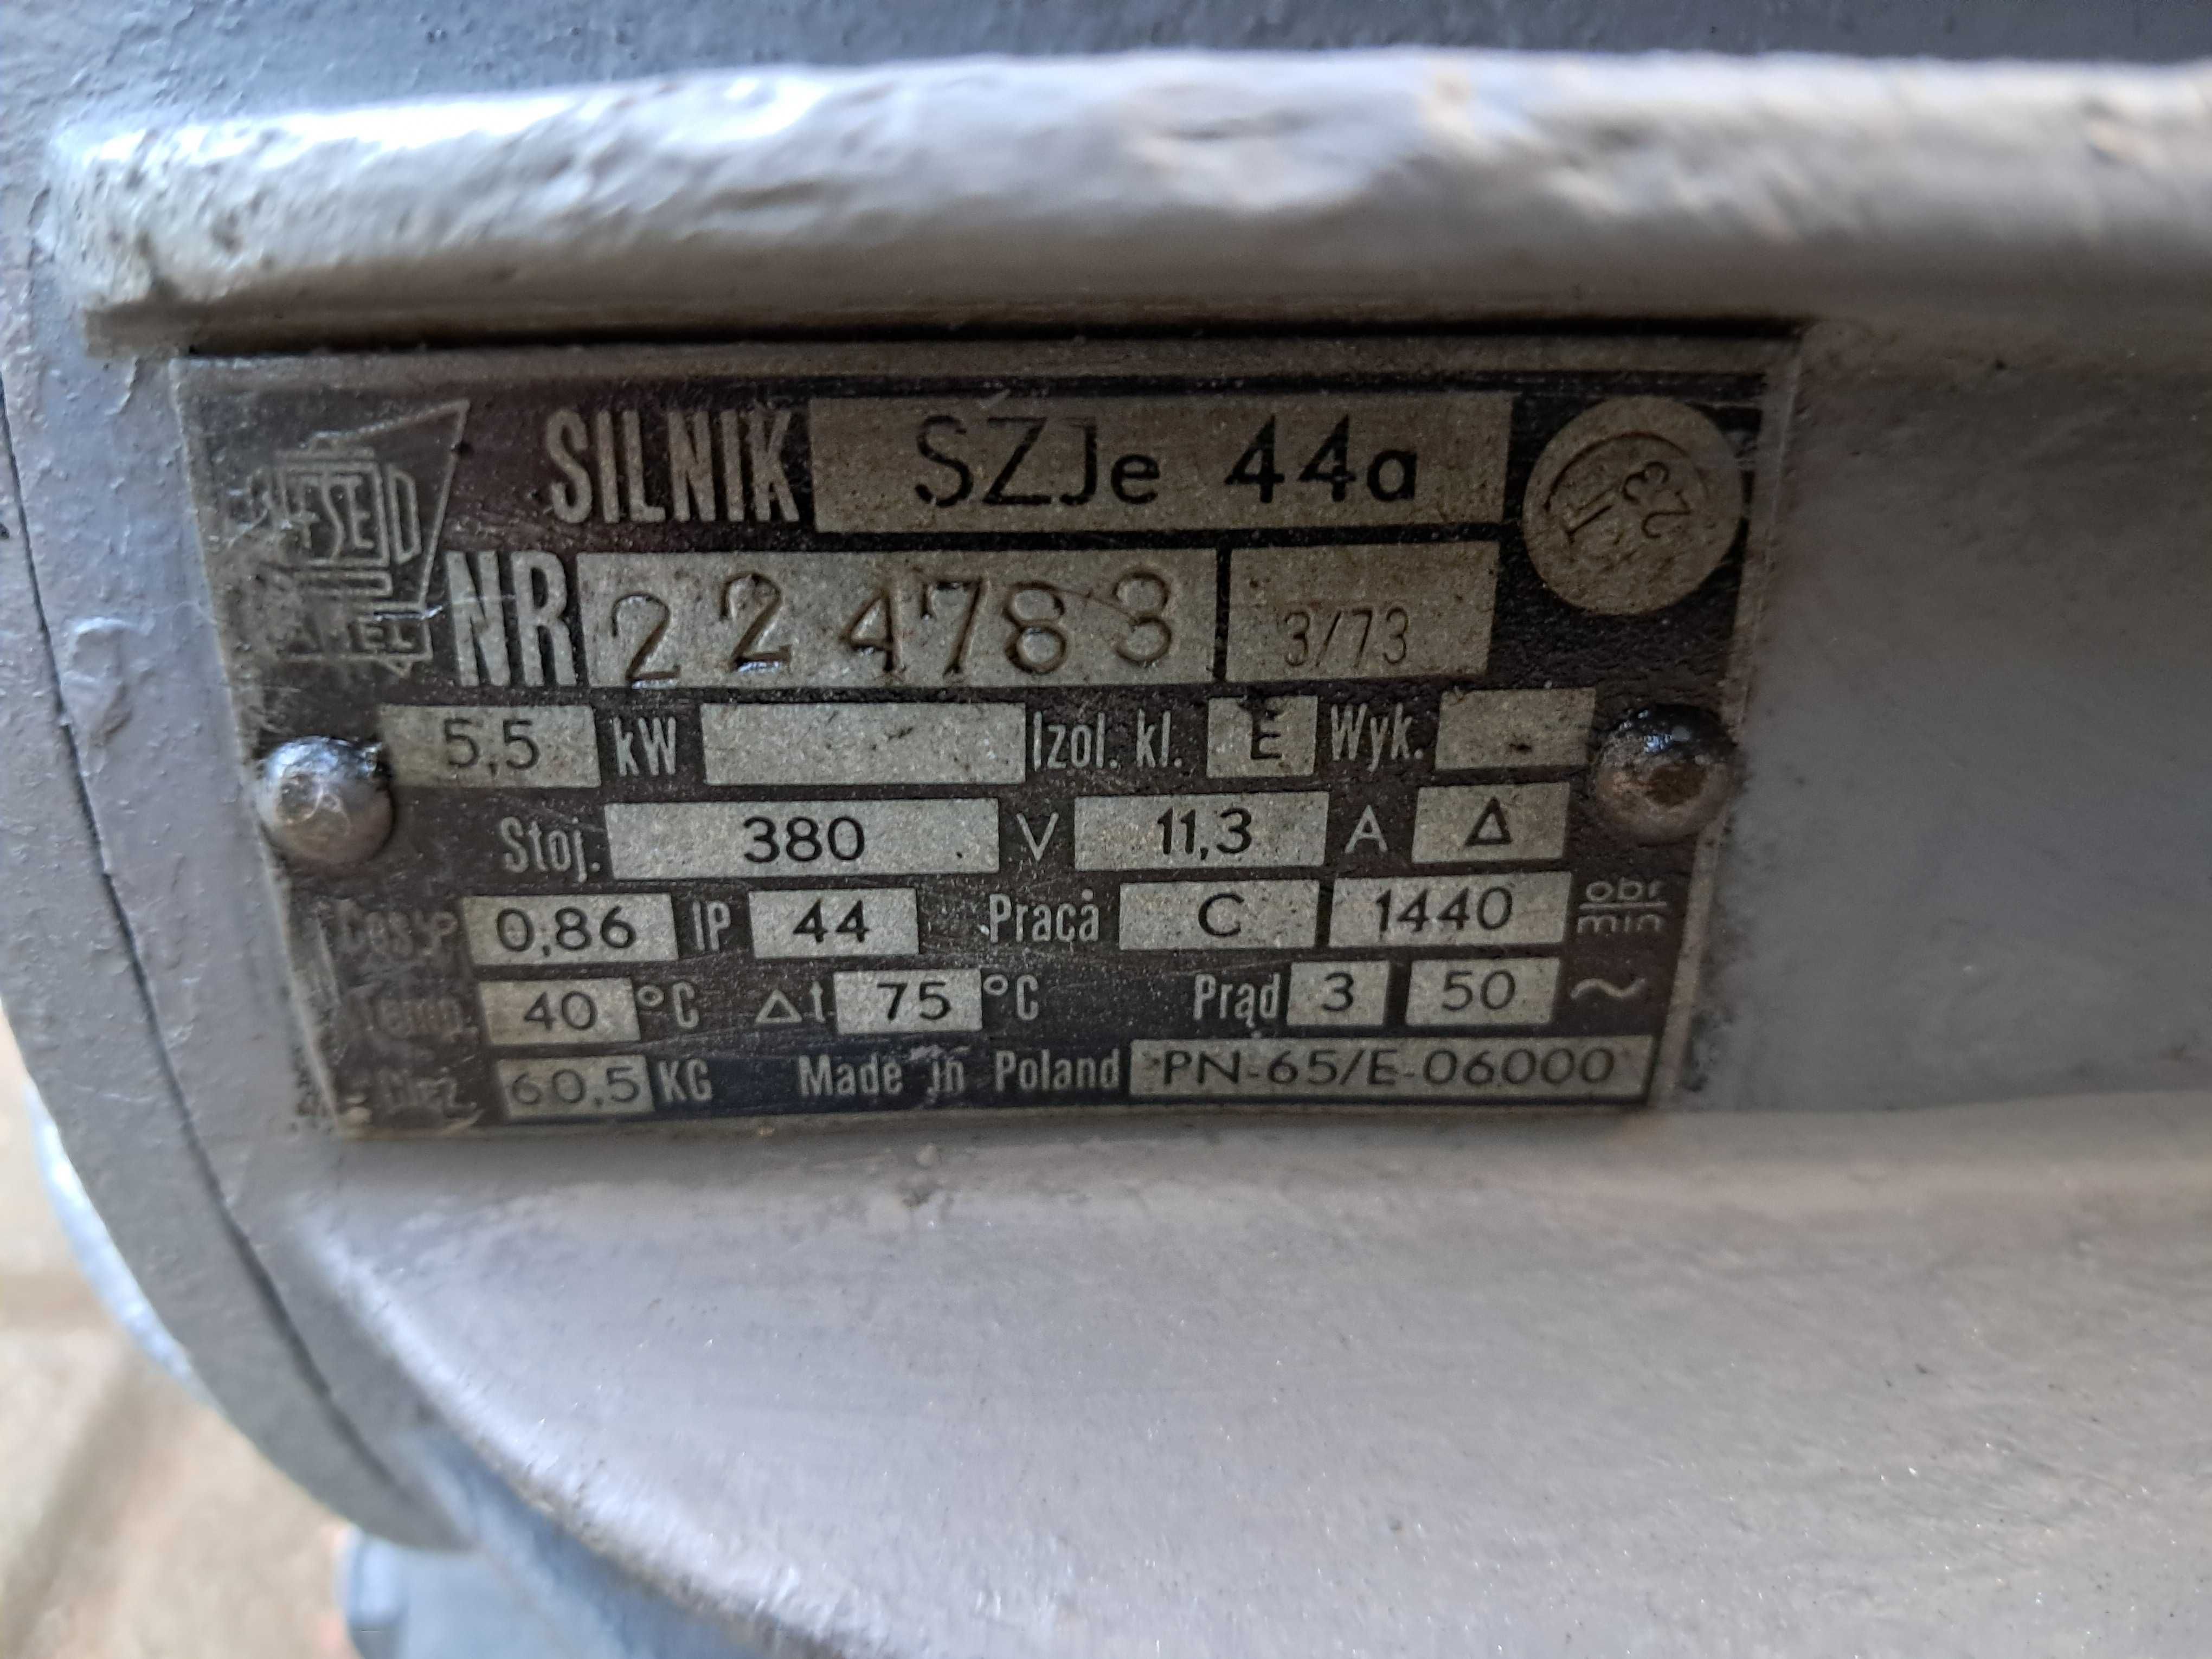 SILNIK SZJe 44a
NR 224783 3/73
5,5 kW Izol. kl. E Wyk.
Stoj. 380 V 11,3 A Δ
Cosφ 0,86 IP 44 Praca C 1440 obr/min
Temp. 40 °C Δt 75 °C Prąd 3 50 ~
Cięż. 60,5 KG Made in Poland PN-65/E-06000